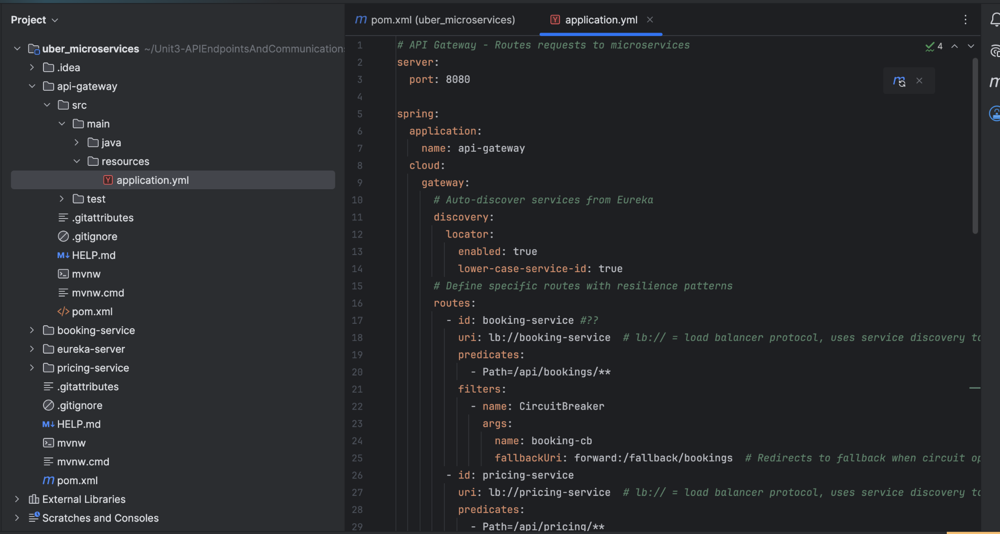 Project
uber_microservices ~/Unit3-APIEndpointsAndCommunication
.idea
api-gateway
src
main
java
resources
application.yml
test
.gitattributes
.gitignore
HELP.md
mvnw
mvnw.cmd
pom.xml
booking-service
eureka-server
pricing-service
.gitattributes
.gitignore
HELP.md
mvnw
mvnw.cmd
pom.xml
External Libraries
Scratches and Consoles
pom.xml (uber_microservices)
application.yml
4
1 # API Gateway - Routes requests to microservices
2 server:
3   port: 8080
4
5 spring:
6   application:
7     name: api-gateway
8   cloud:
9     gateway:
10       # Auto-discover services from Eureka
11       discovery:
12         locator:
13           enabled: true
14           lower-case-service-id: true
15       # Define specific routes with resilience patterns
16       routes:
17         - id: booking-service #??
18           uri: lb://booking-service  # lb:// = load balancer protocol, uses service discovery
19           predicates:
20             - Path=/api/bookings/**
21           filters:
22             - name: CircuitBreaker
23               args:
24                 name: booking-cb
25                 fallbackUri: forward:/fallback/bookings  # Redirects to fallback when circuit
26         - id: pricing-service
27           uri: lb://pricing-service  # lb:// = load balancer protocol, uses service discovery
28           predicates:
29             - Path=/api/pricing/**